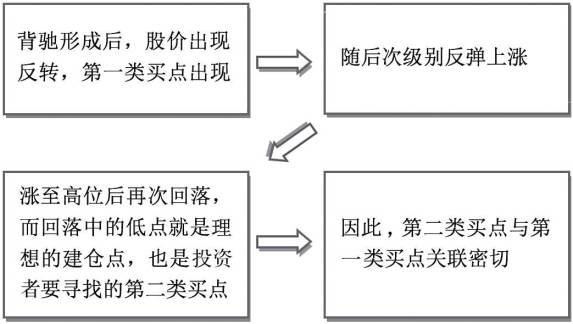 背驰形成后，股价出现
反转，第一类买点出现
随后次级别反弹上涨
涨至高位后再次回落，
而回落中的低点就是理
想的建仓点，也是投资
者要寻找的第二类买点
因此，第二类买点与第
一类买点关联密切